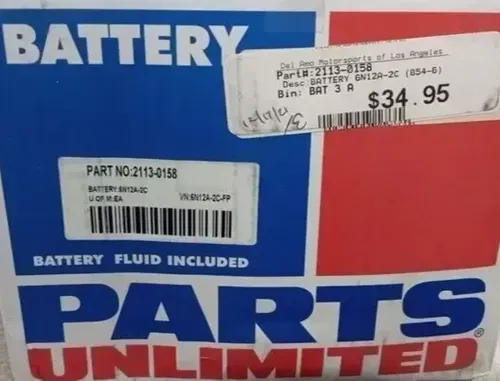 BATTERY
Del Amo Motorsports of Los Angeles
Part#:2113-0158
Desc:BATTERY 6N12A-2C (B54-6)
Bin: BAT 3 A
$34.95
PART NO:2113-0158
BATTERY:6N12A-2C
U OF M:EA
VN:6N12A-2C-FP
BATTERY FLUID INCLUDED
PARTS
UNLIMITED